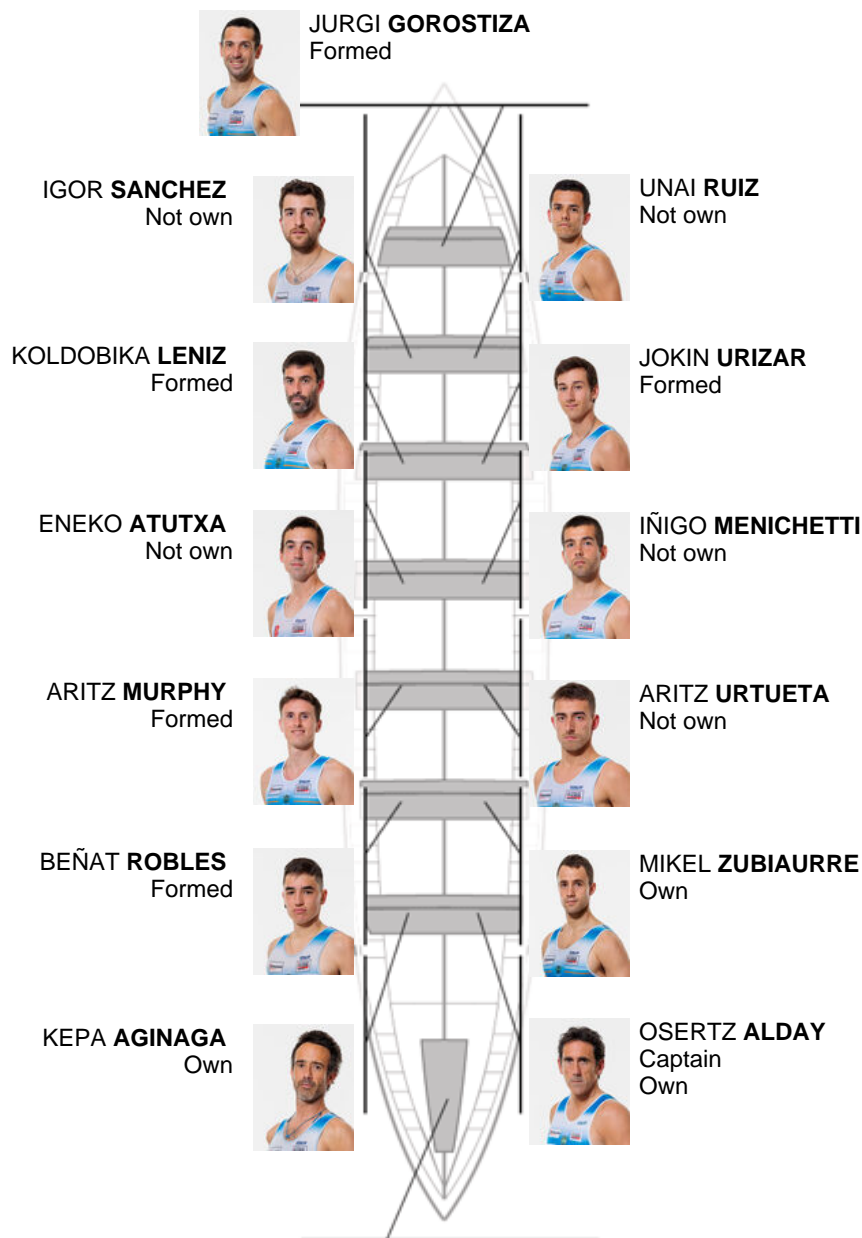 JURGI GOROSTIZA
Formed
IGOR SANCHEZ
Not own
UNAI RUIZ
Not own
KOLDOBIKA LENIZ
Formed
JOKIN URIZAR
Formed
ENEKO ATUTXA
Not own
IÑIGO MENICHETTI
Not own
ARITZ MURPHY
Formed
ARITZ URTUETA
Not own
BEÑAT ROBLES
Formed
MIKEL ZUBIAURRE
Own
KEPA AGINAGA
Own
OSERTZ ALDAY
Captain
Own